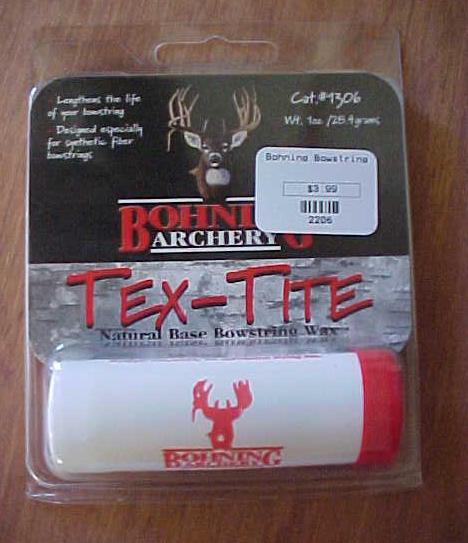 Lengthens the life
of your bowstring
Designed especially
for synthetic fiber
bowstrings
Cat.#1306
Wt. 1oz./28.4grams
Bohning Bowstring
$3.99
2206
BOHNING
ARCHERY
TEX-TITE
Natural Base Bowstring Wax
BOHNING
ARCHERY